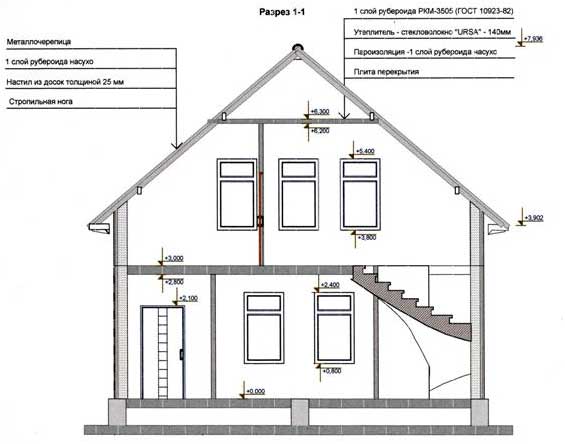 Разрез 1-1
1 слой рубероида РКМ-3505 (ГОСТ 10923-82)
Утеплитель - стекловолокно "URSA" - 140мм
Пароизоляция -1 слой рубероида насухо
Плита перекрытия
Металлочерепица
1 слой рубероида насухо
Настил из досок толщиной 25 мм
Стропильная нога
+7,936
+6,300
+6,200
+5,400
+3,902
+3,800
+3,000
+2,800
+2,400
+2,100
+0,800
+0,000